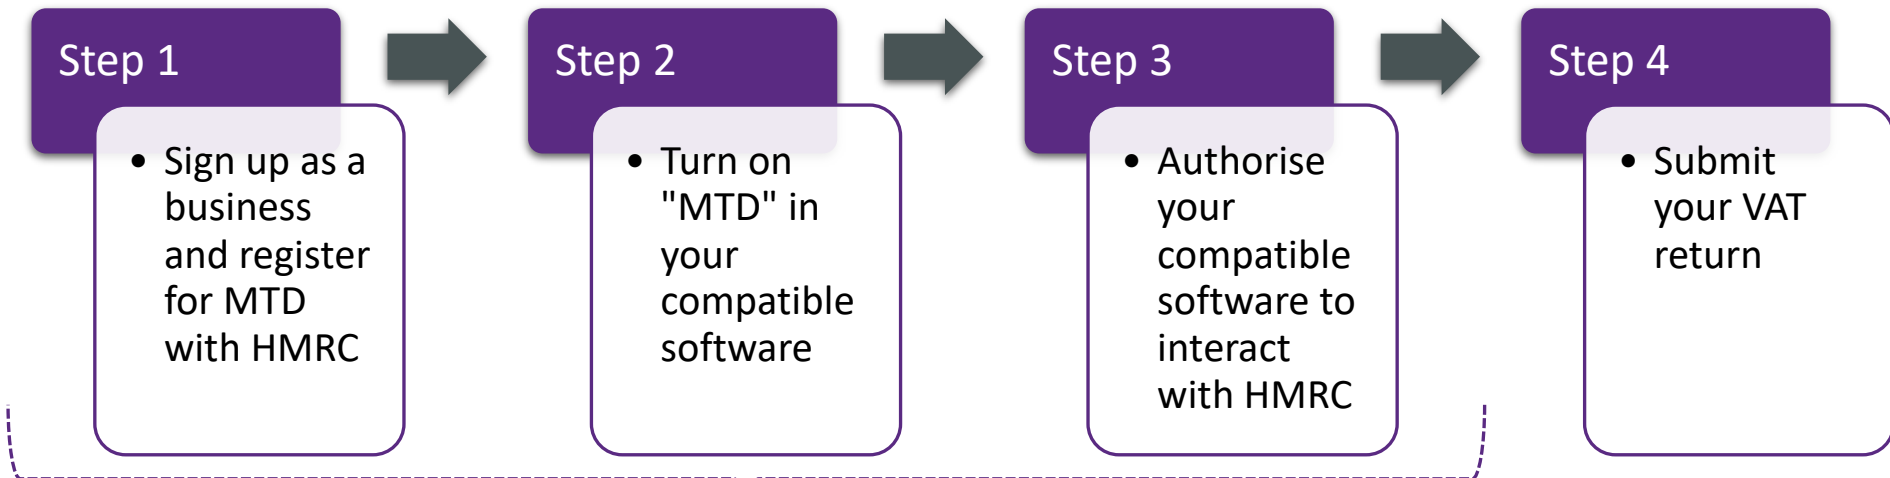 Step 1
• Sign up as a
business
and register
for MTD
with HMRC
Step 2
• Turn on
"MTD" in
your
compatible
software
Step 3
• Authorise
your
compatible
software to
interact
with HMRC
Step 4
• Submit
your VAT
return